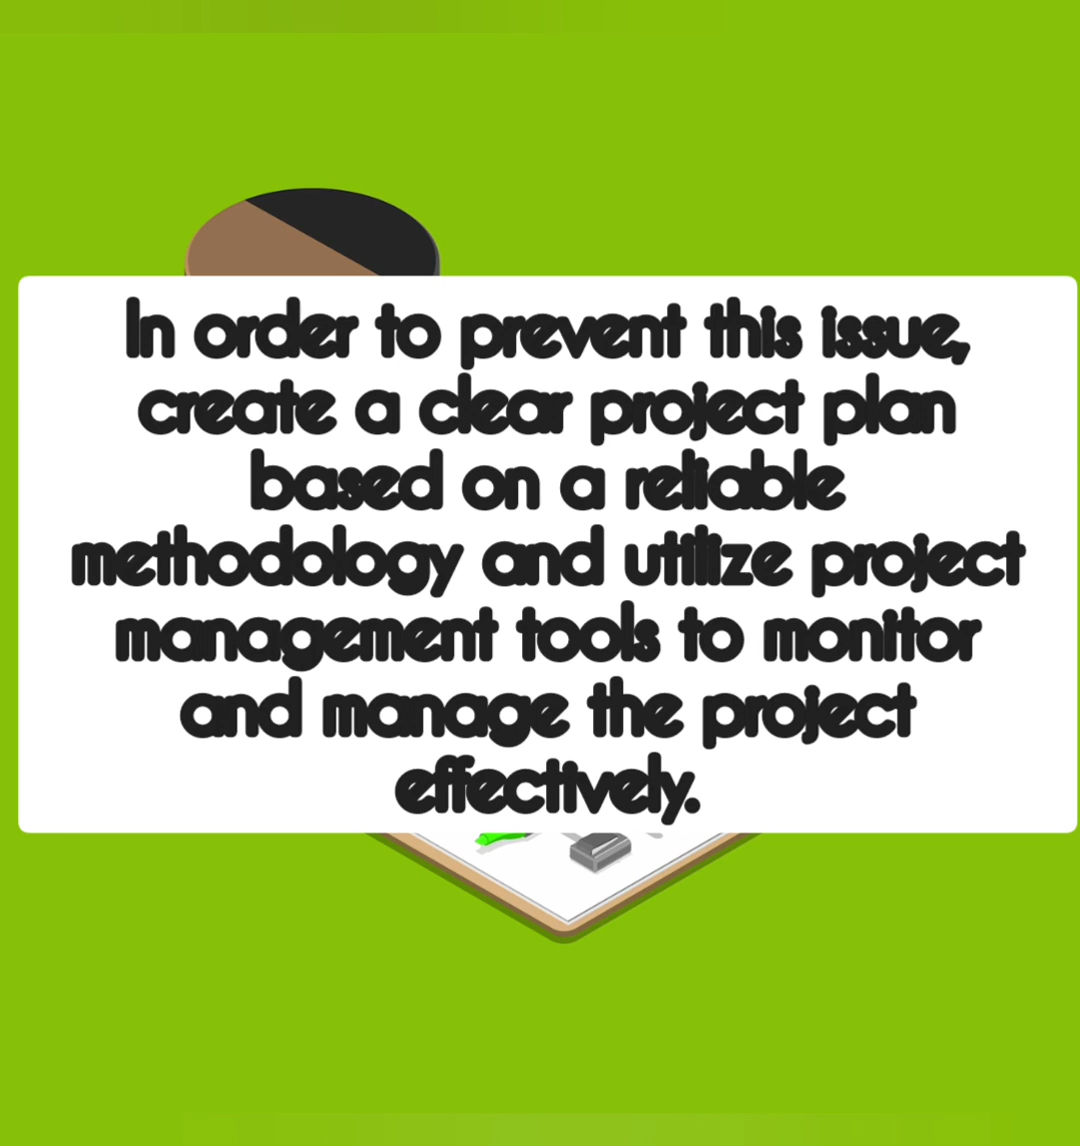 In order to prevent this issue,
create a clear project plan
based on a reliable
methodology and utilize project
management tools to monitor
and manage the project
effectively.